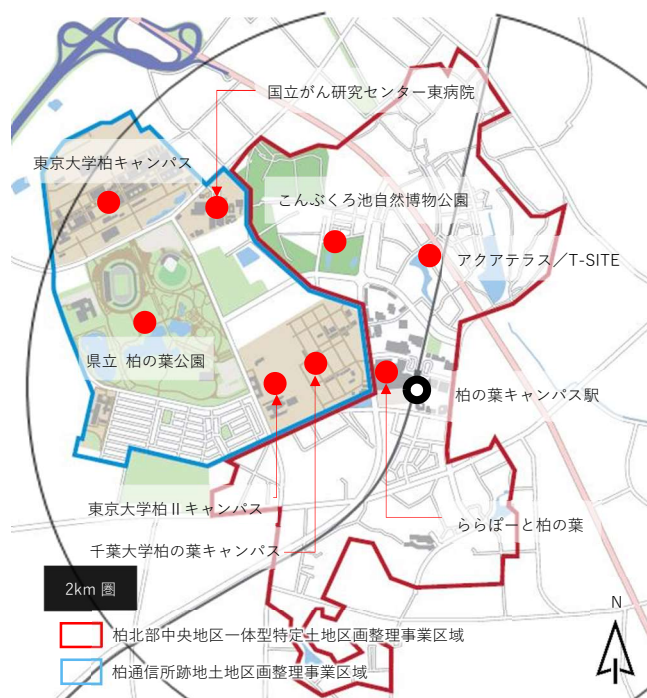 国立がん研究センター東病院
東京大学柏キャンパス
こんぶくろ池自然博物公園
アクアテラス／T-SITE
県立 柏の葉公園
柏の葉キャンパス駅
東京大学柏Ⅱキャンパス
ららぽーと柏の葉
千葉大学柏の葉キャンパス
2km 圏
N
柏北部中央地区一体型特定土地区画整理事業区域
柏通信所跡地土地区画整理事業区域